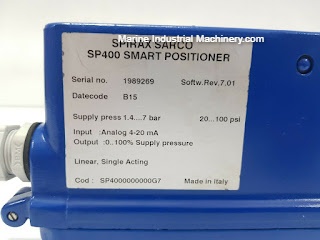 Marine Industrial Machinery.com
SPIRAX SARCO
SP400 SMART POSITIONER
Serial no. 1989269 Softw.Rev.7.01
Datecode B15
Supply press 1.4....7 bar 20...100 psi
Input :Analog 4-20 mA
Output :0..100% Supply pressure
Linear, Single Acting
Cod : SP4000000000G7 Made in Italy